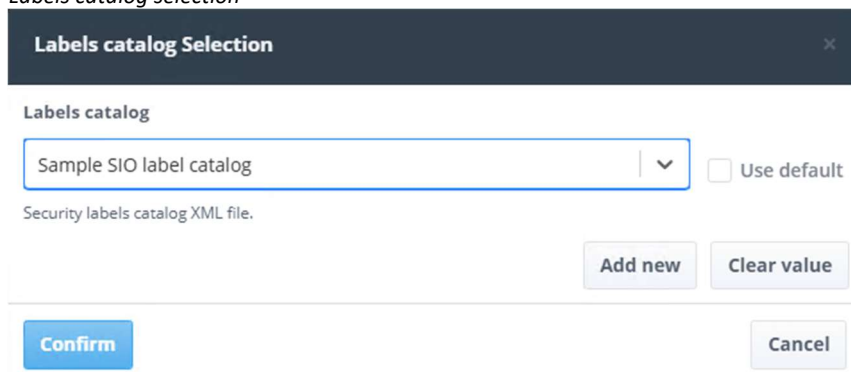 Labels catalog selection
Labels catalog Selection ×
Labels catalog
Sample SIO label catalog
Use default
Security labels catalog XML file.
Add new Clear value
Confirm Cancel